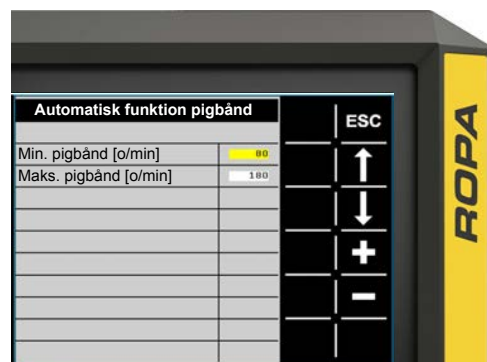 Automatisk funktion pigbånd
ESC
Min. pigbånd [o/min] 80
Maks. pigbånd [o/min] 180
+
-
ROPA